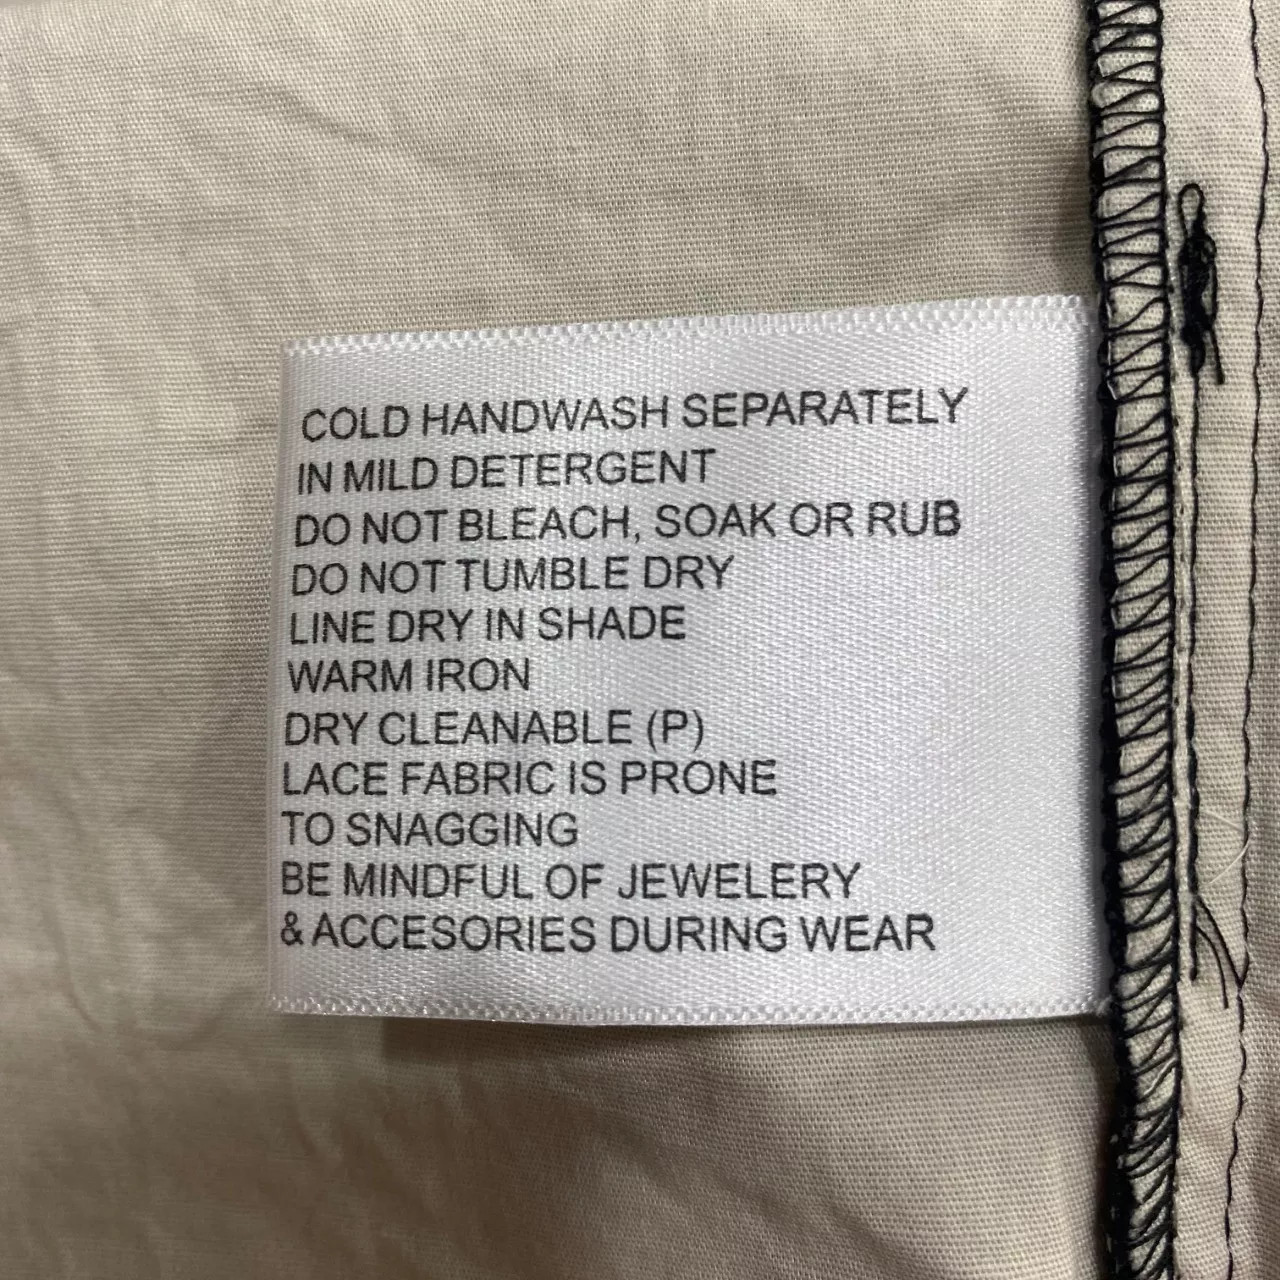 COLD HANDWASH SEPARATELY
IN MILD DETERGENT
DO NOT BLEACH, SOAK OR RUB
DO NOT TUMBLE DRY
LINE DRY IN SHADE
WARM IRON
DRY CLEANABLE (P)
LACE FABRIC IS PRONE
TO SNAGGING
BE MINDFUL OF JEWELERY
& ACCESORIES DURING WEAR